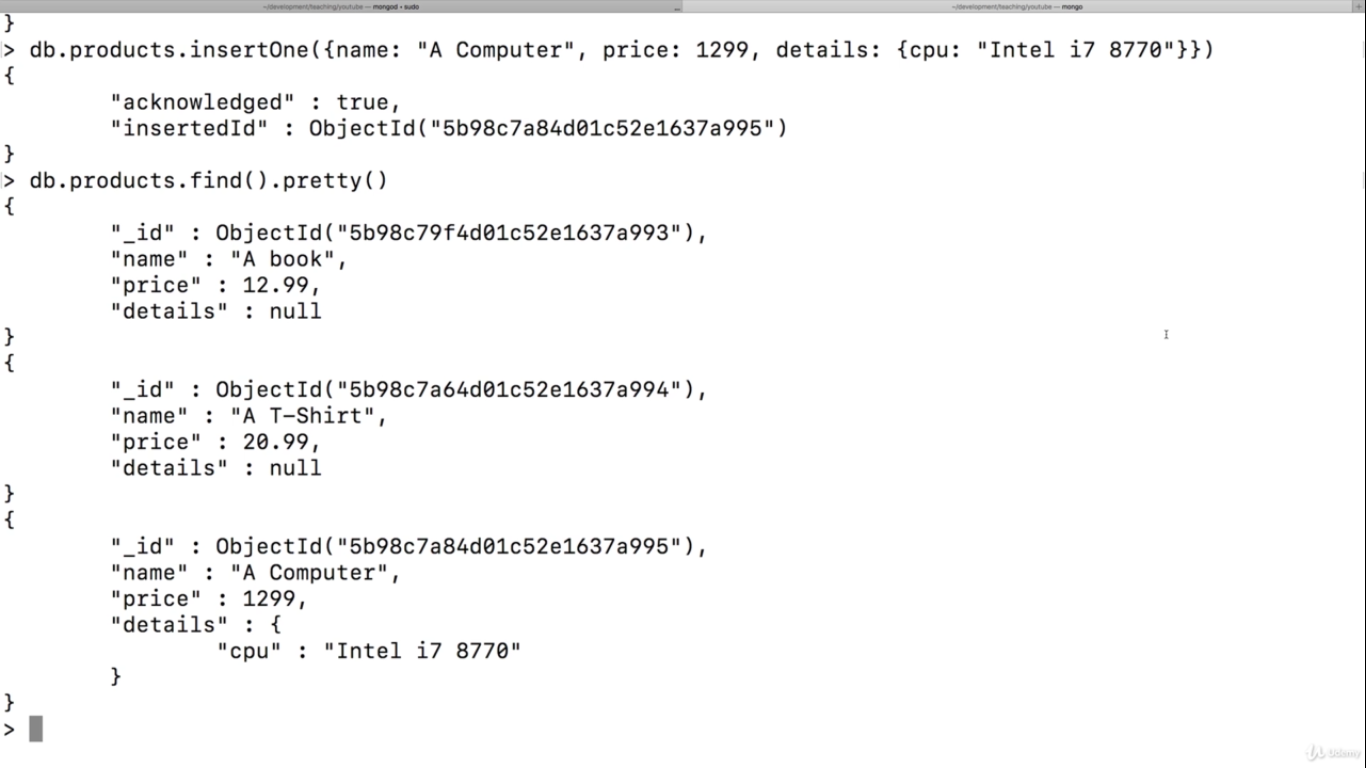 ~/development/teaching/youtube — mongod • sudo
~/development/teaching/youtube — mongo
}
> db.products.insertOne({name: "A Computer", price: 1299, details: {cpu: "Intel i7 8770"}})
{
"acknowledged" : true,
"insertedId" : ObjectId("5b98c7a84d01c52e1637a995")
}
> db.products.find().pretty()
{
"_id" : ObjectId("5b98c79f4d01c52e1637a993"),
"name" : "A book",
"price" : 12.99,
"details" : null
}
{
"_id" : ObjectId("5b98c7a64d01c52e1637a994"),
"name" : "A T-Shirt",
"price" : 20.99,
"details" : null
}
{
"_id" : ObjectId("5b98c7a84d01c52e1637a995"),
"name" : "A Computer",
"price" : 1299,
"details" : {
"cpu" : "Intel i7 8770"
}
}
>
Udemy